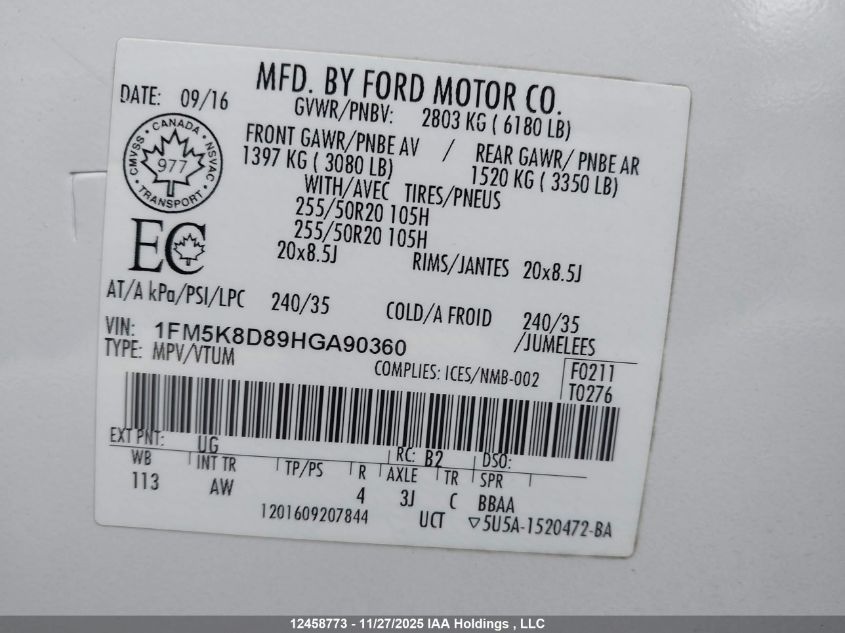 MFD. BY FORD MOTOR CO.
DATE: 09/16
GVWR/PNBV: 2803 KG ( 6180 LB)
FRONT GAWR/PNBE AV / REAR GAWR/ PNBE AR
1397 KG ( 3080 LB) 1520 KG ( 3350 LB)
CMVSS • CANADA • NSVAC • TRANSPORT •
977
WITH/AVEC TIRES/PNEUS
255/50R20 105H
255/50R20 105H
EC
20x8.5J RIMS/JANTES 20x8.5J
AT/A kPa/PSI/LPC 240/35 COLD/A FROID 240/35
VIN: 1FM5K8D89HGA90360 /JUMELEES
TYPE: MPV/VTUM
COMPLIES: ICES/NMB-002 F0211
T0276
EXT PNT: UG RC: B2 DSO:
WB INT TR TP/PS R AXLE TR SPR
113 AW 4 3J C BBAA
1201609207844 UCT ▽5U5A-1520472-BA
12458773 - 11/27/2025 IAA Holdings , LLC